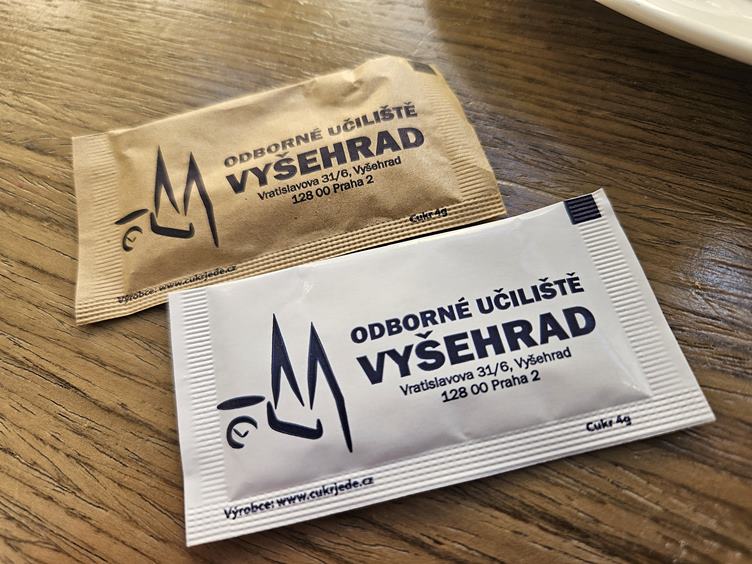 ODBORNÉ UČILIŠTĚ
VYŠEHRAD
Vratislavova 31/6, Vyšehrad
128 00 Praha 2
Cukr 4g
Výrobce: www.cukrjede.cz
ODBORNÉ UČILIŠTĚ
VYŠEHRAD
Vratislavova 31/6, Vyšehrad
128 00 Praha 2
Cukr 4g
Výrobce: www.cukrjede.cz